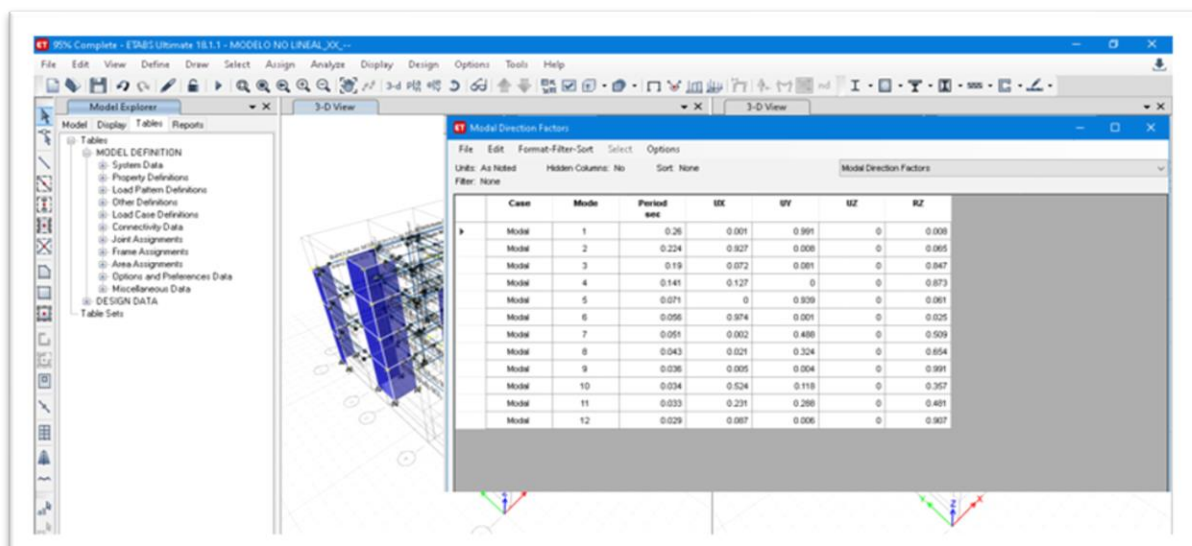 95% Complete - ETABS Ultimate 18.1.1 - MODELO NO LINEAL_XX_--
File Edit View Define Draw Select Assign Analyze Display Design Options Tools Help
Model Explorer
Model Display Tables Reports
Tables
MODEL DEFINITION
System Data
Property Definitions
Load Pattern Definitions
Other Definitions
Load Case Definitions
Connectivity Data
Joint Assignments
Frame Assignments
Area Assignments
Options and Preferences Data
Miscellaneous Data
DESIGN DATA
Table Sets
3-D View
3-D View
Modal Direction Factors
File Edit Format-Filter-Sort Select Options
Units: As Noted Hidden Columns: No Sort: None Modal Direction Factors
Filter: None
Case Mode Period UX UY UZ RZ
sec
Modal 1 0.26 0.001 0.991 0 0.008
Modal 2 0.224 0.927 0.008 0 0.065
Modal 3 0.19 0.072 0.081 0 0.847
Modal 4 0.141 0.127 0 0 0.873
Modal 5 0.071 0 0.939 0 0.061
Modal 6 0.056 0.974 0.001 0 0.025
Modal 7 0.051 0.002 0.488 0 0.509
Modal 8 0.043 0.021 0.324 0 0.654
Modal 9 0.036 0.005 0.004 0 0.991
Modal 10 0.034 0.524 0.118 0 0.357
Modal 11 0.033 0.231 0.288 0 0.481
Modal 12 0.029 0.087 0.006 0 0.907